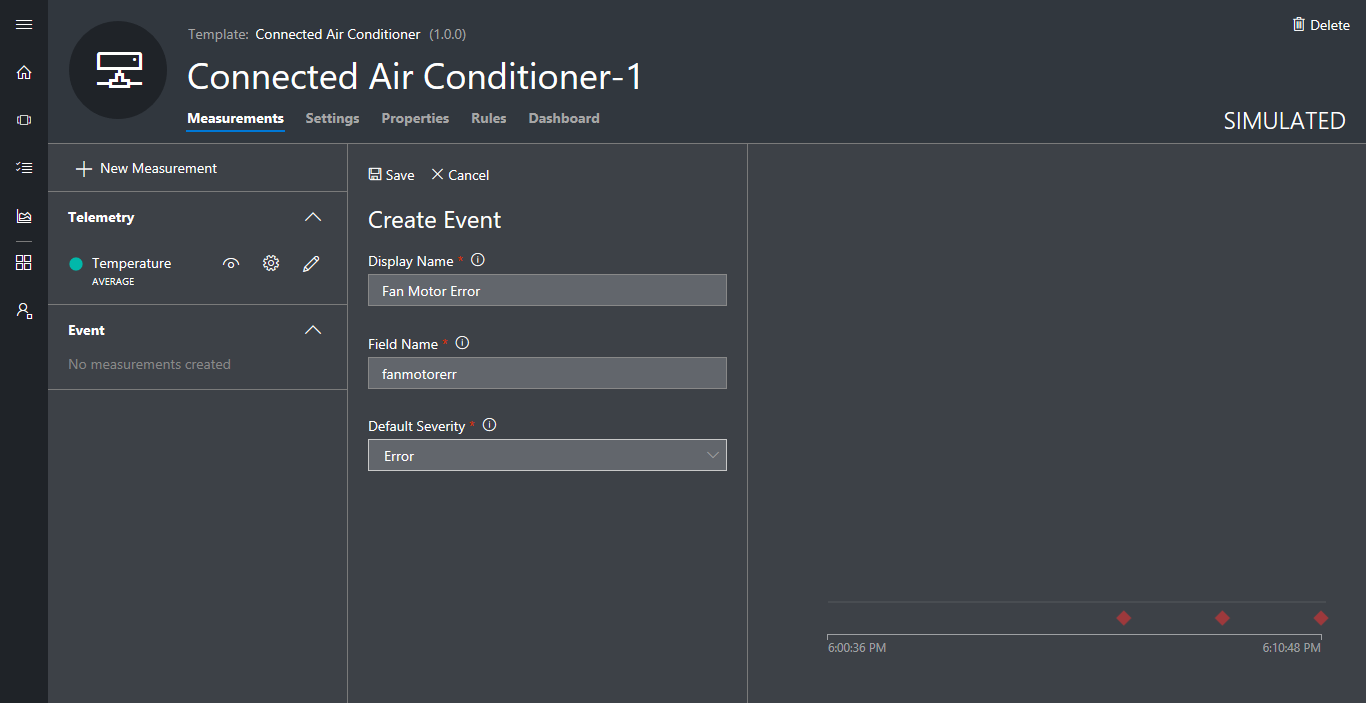 Template: Connected Air Conditioner (1.0.0)
Delete
Connected Air Conditioner-1
Measurements Settings Properties Rules Dashboard
SIMULATED
New Measurement
Telemetry
Temperature
AVERAGE
Event
No measurements created
Save Cancel
Create Event
Display Name *
Fan Motor Error
Field Name *
fanmotorerr
Default Severity *
Error
6:00:36 PM 6:10:48 PM